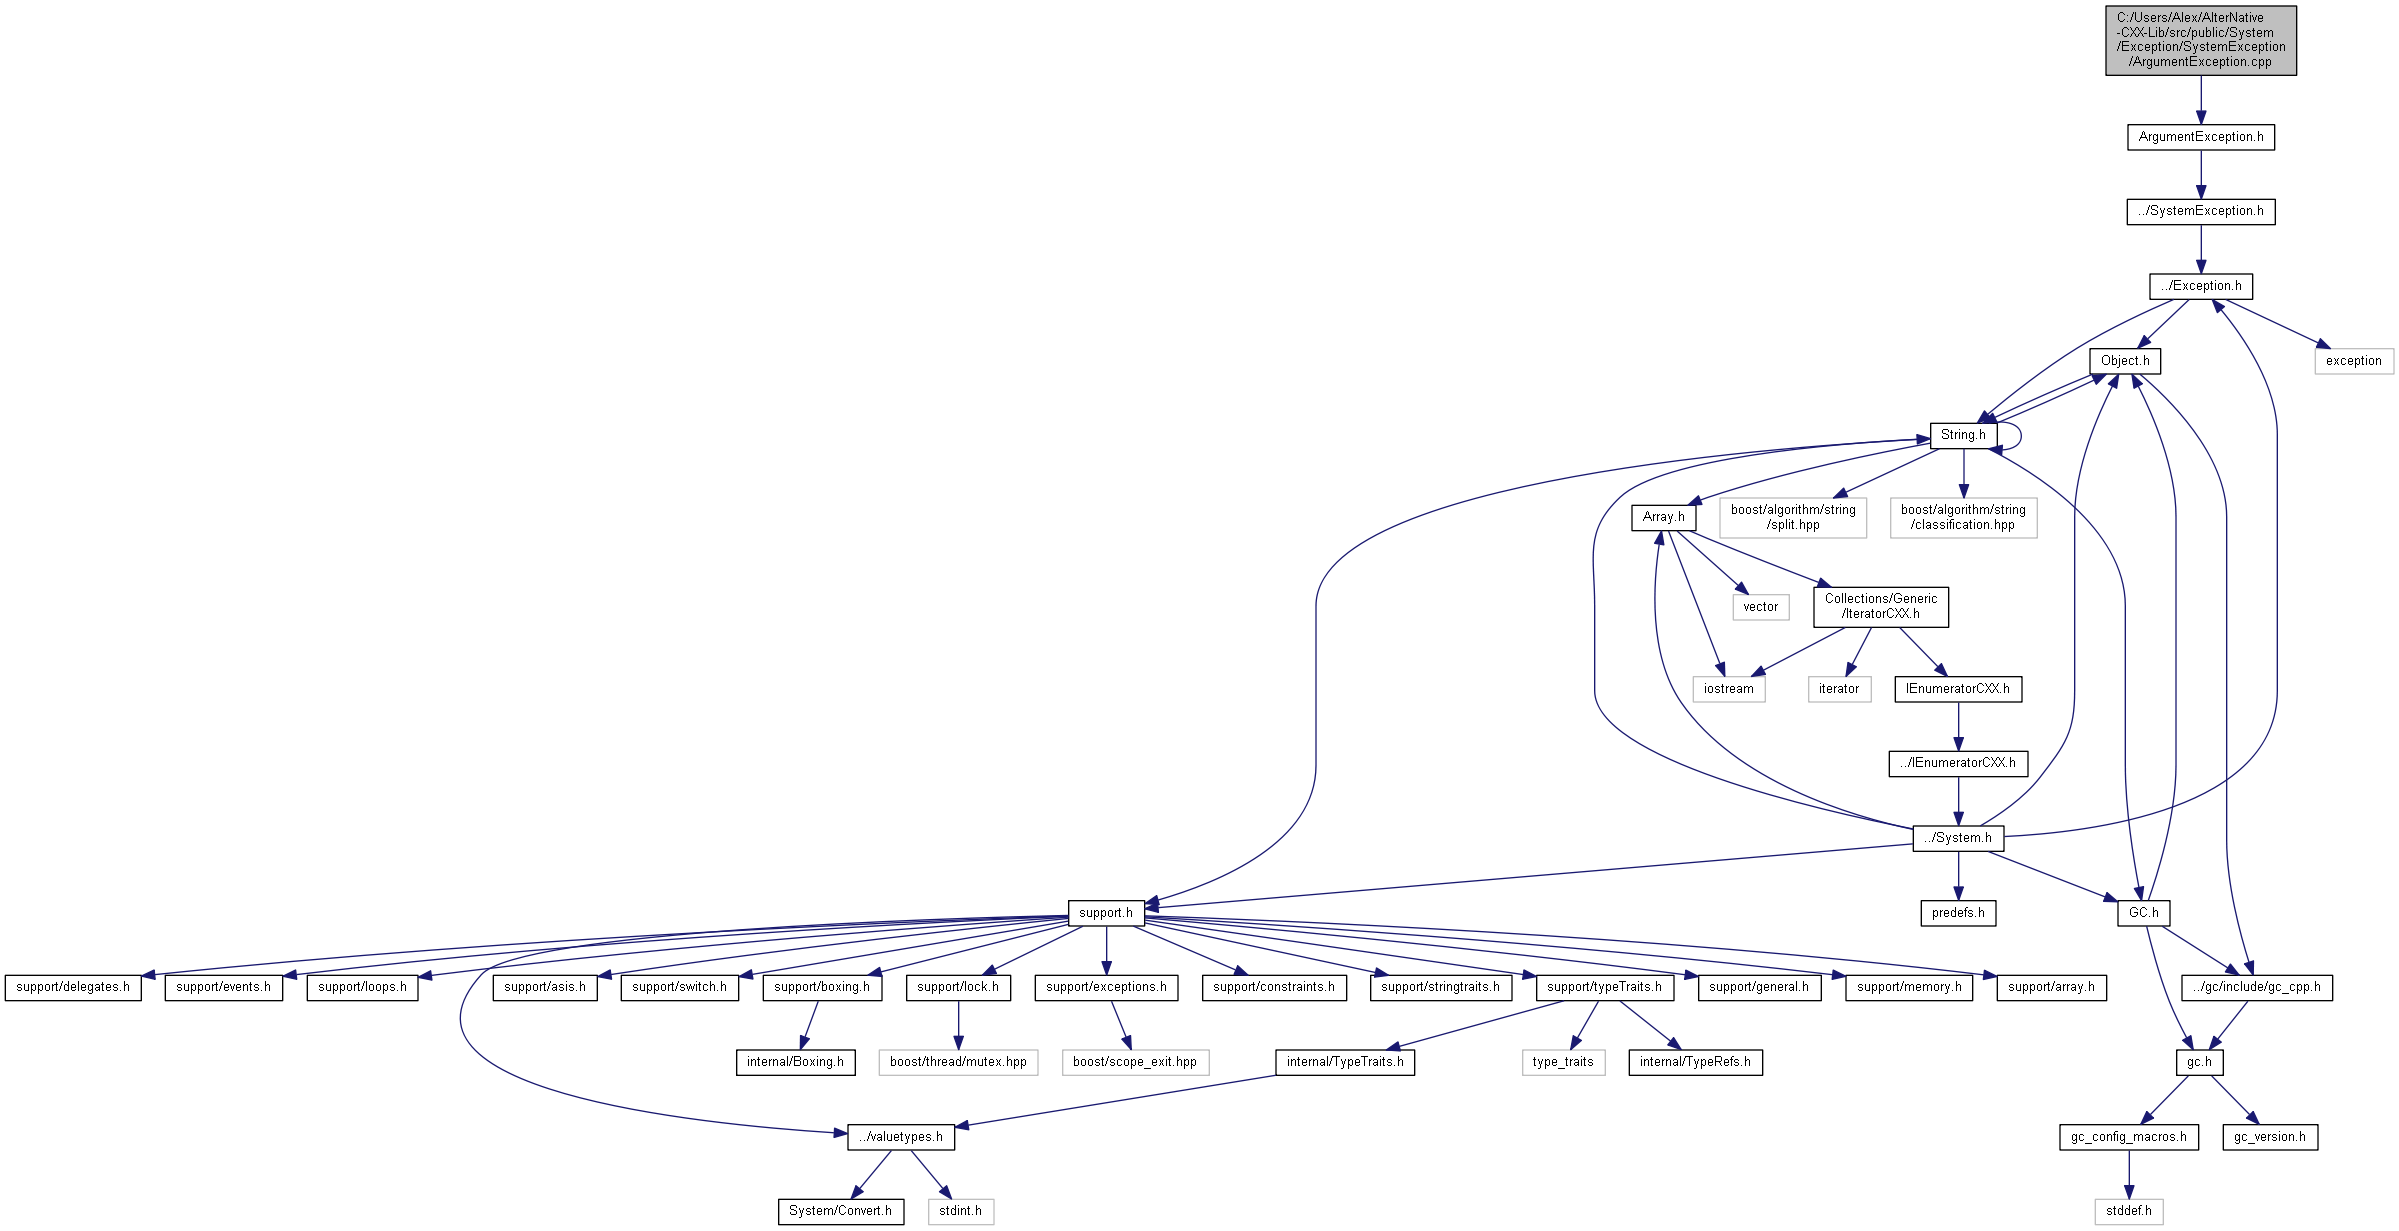 C:/Users/Alex/AlterNative
-CXX-Lib/src/public/System
/Exception/SystemException
/ArgumentException.cpp
ArgumentException.h
../SystemException.h
../Exception.h
Object.h
exception
String.h
Array.h
boost/algorithm/string
/split.hpp
boost/algorithm/string
/classification.hpp
vector
Collections/Generic
/IteratorCXX.h
iostream
iterator
IEnumeratorCXX.h
../IEnumeratorCXX.h
../System.h
support.h
predefs.h
GC.h
support/delegates.h
support/events.h
support/loops.h
support/asis.h
support/switch.h
support/boxing.h
support/lock.h
support/exceptions.h
support/constraints.h
support/stringtraits.h
support/typeTraits.h
support/general.h
support/memory.h
support/array.h
../gc/include/gc_cpp.h
internal/Boxing.h
boost/thread/mutex.hpp
boost/scope_exit.hpp
internal/TypeTraits.h
type_traits
internal/TypeRefs.h
gc.h
../valuetypes.h
gc_config_macros.h
gc_version.h
System/Convert.h
stdint.h
stddef.h